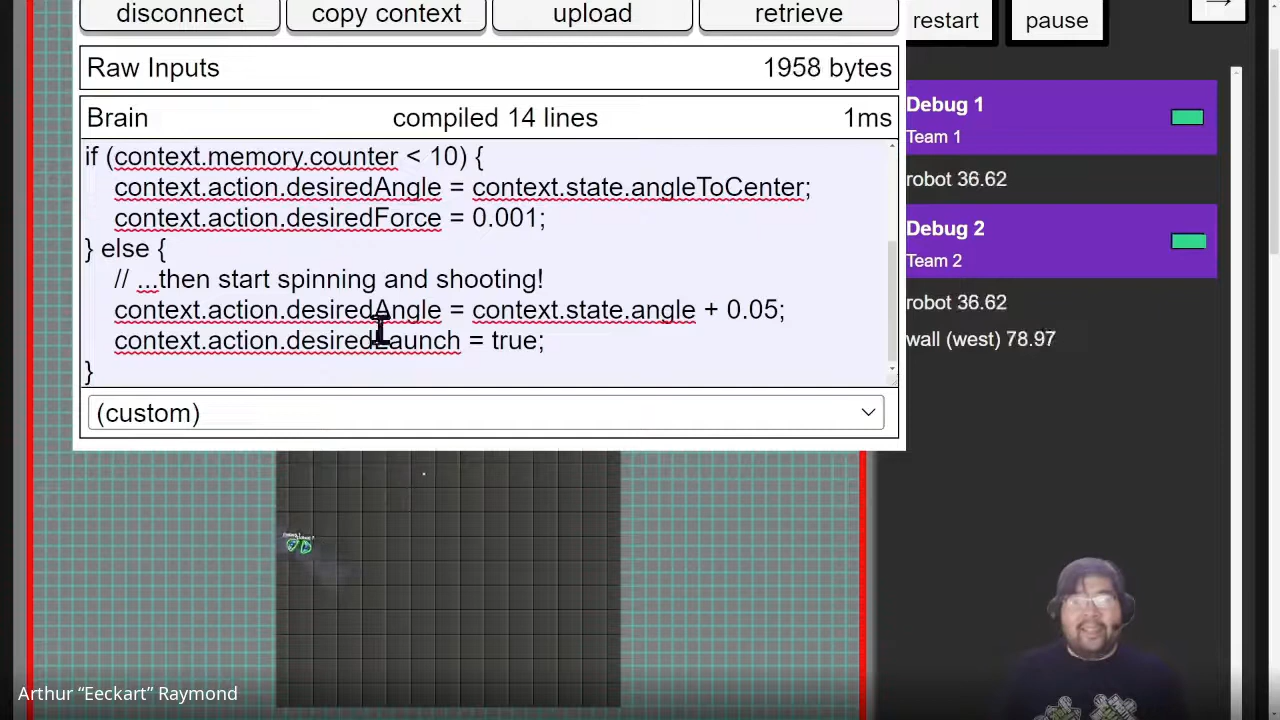 disconnect copy context upload retrieve restart pause →
Raw Inputs 1958 bytes
Brain compiled 14 lines 1ms
if (context.memory.counter < 10) {
context.action.desiredAngle = context.state.angleToCenter;
context.action.desiredForce = 0.001;
} else {
// ...then start spinning and shooting!
context.action.desiredAngle = context.state.angle + 0.05;
context.action.desiredLaunch = true;
}
(custom)
Debug 1
Team 1
robot 36.62
Debug 2
Team 2
robot 36.62
wall (west) 78.97
Arthur “Eeckart” Raymond